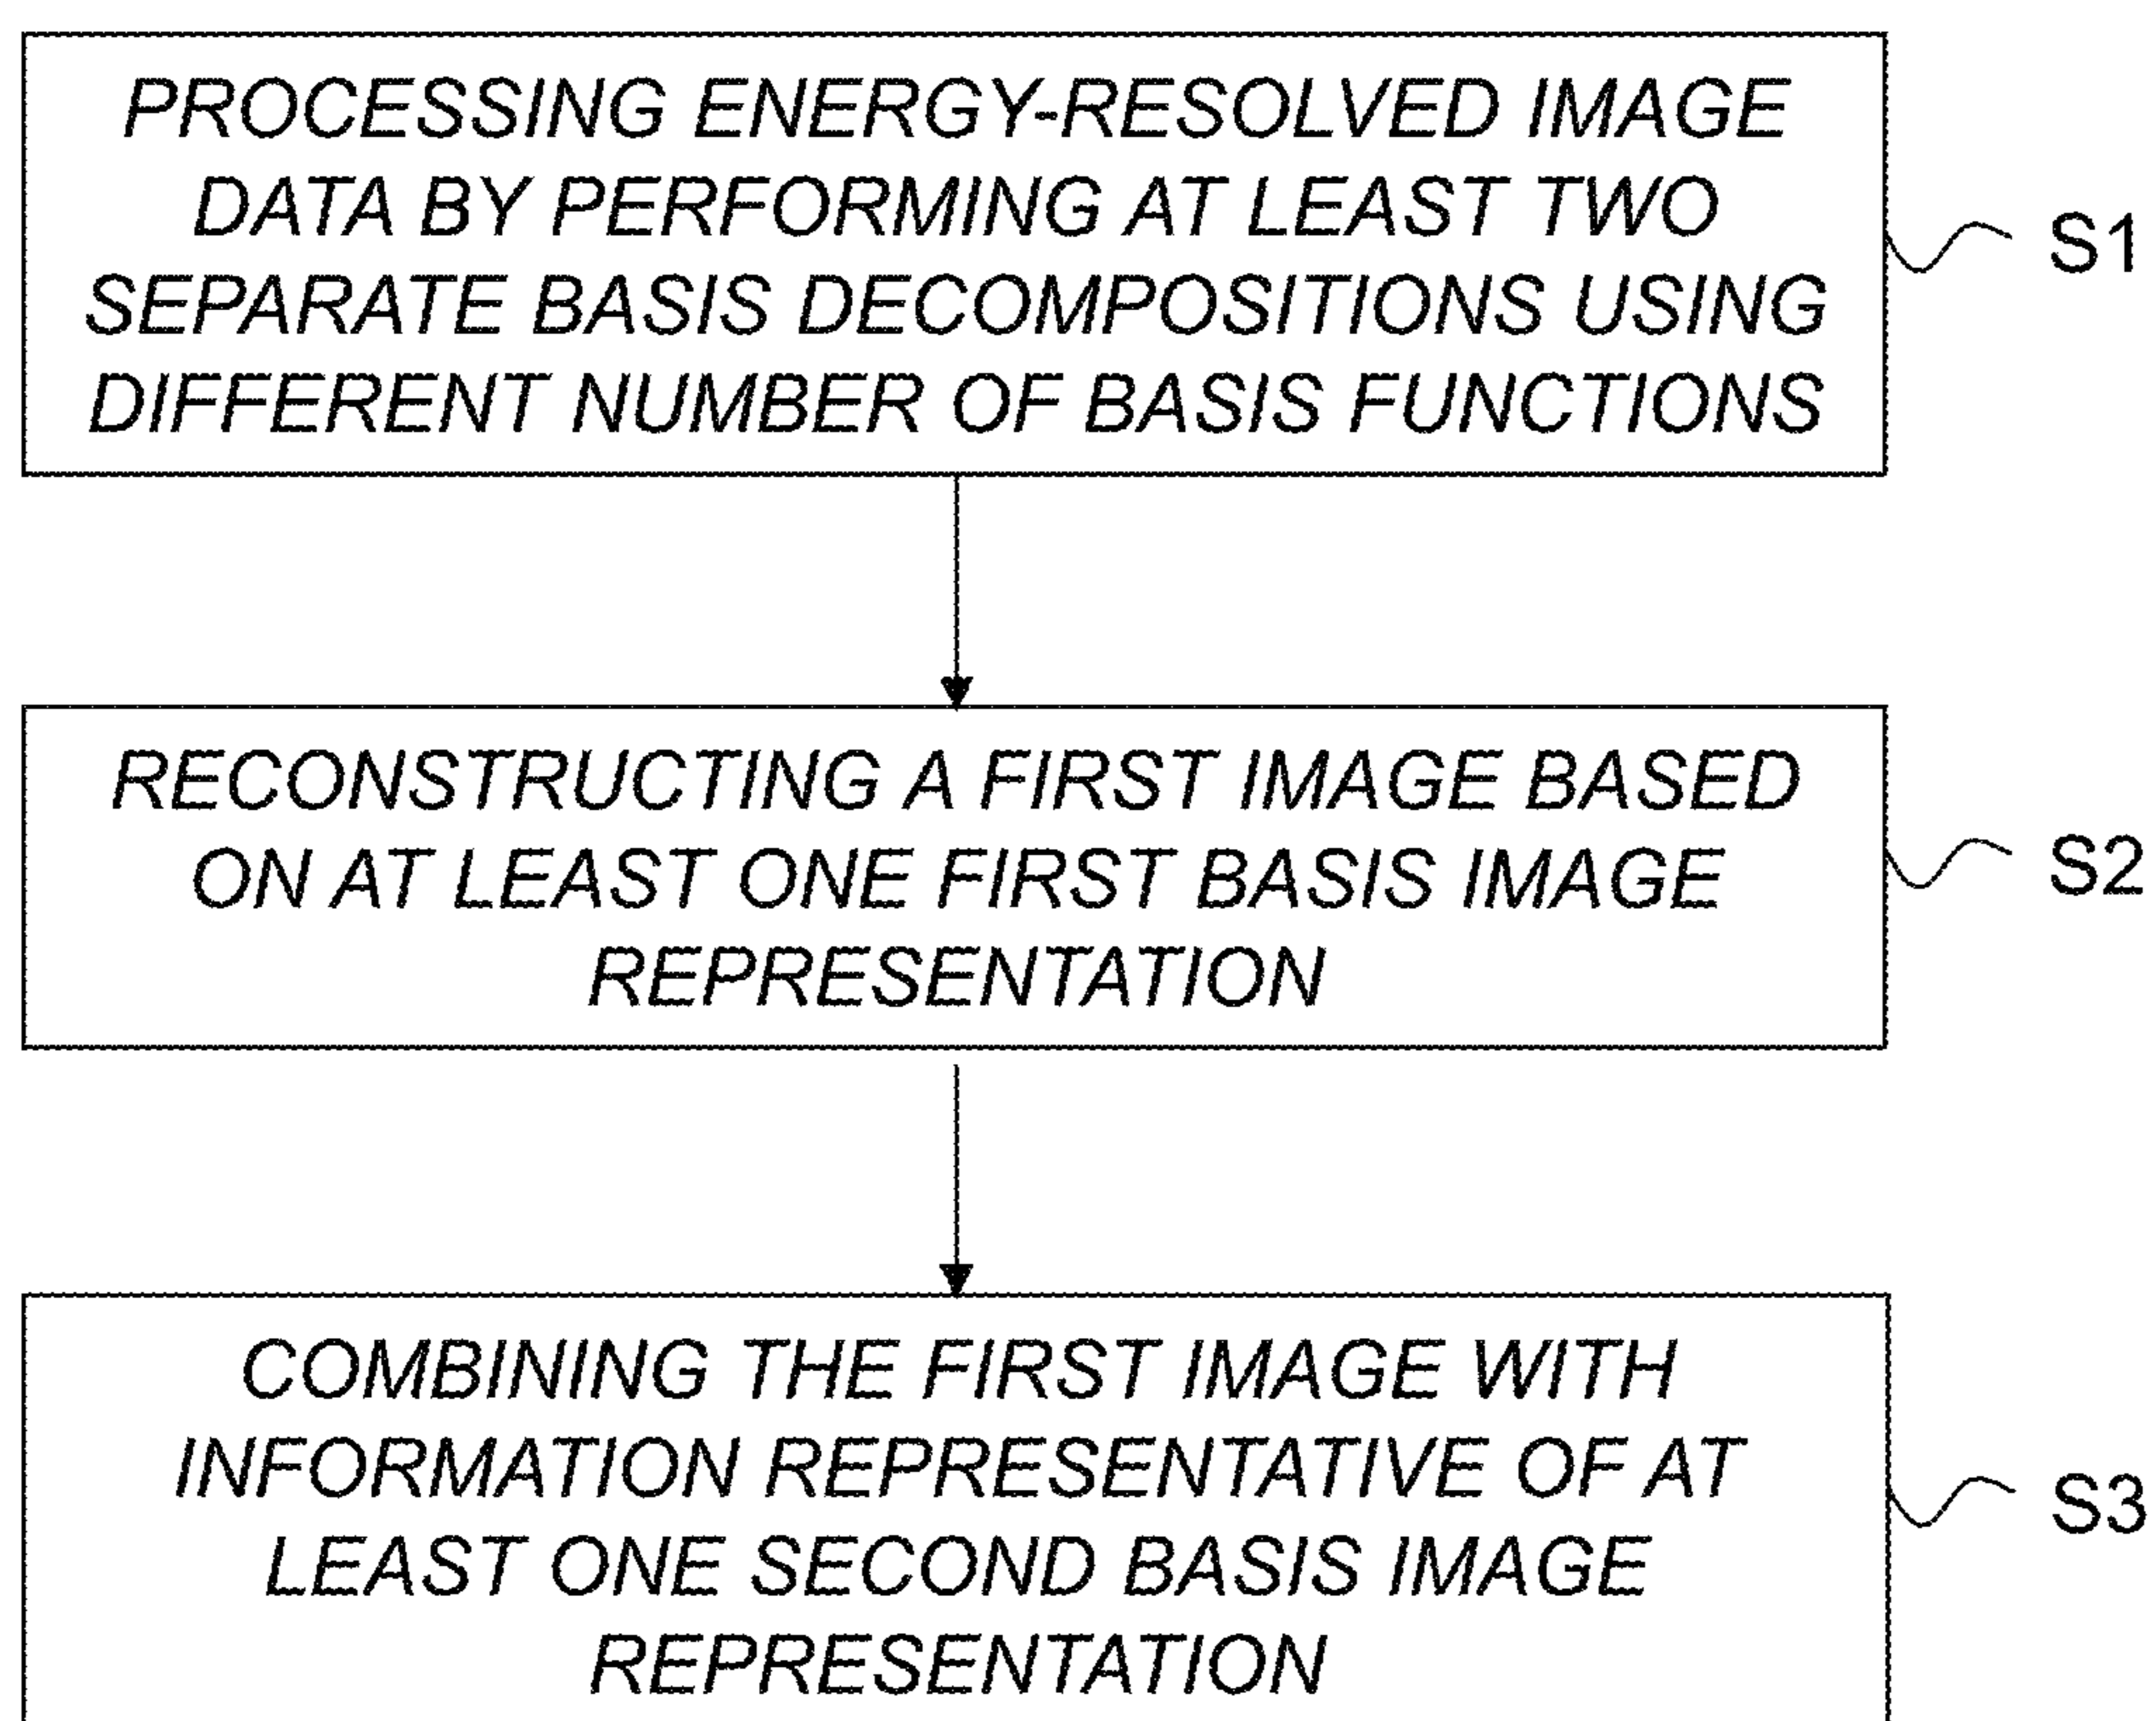 PROCESSING ENERGY-RESOLVED IMAGE
DATA BY PERFORMING AT LEAST TWO
SEPARATE BASIS DECOMPOSITIONS USING
DIFFERENT NUMBER OF BASIS FUNCTIONS
S1
RECONSTRUCTING A FIRST IMAGE BASED
ON AT LEAST ONE FIRST BASIS IMAGE
REPRESENTATION
S2
COMBINING THE FIRST IMAGE WITH
INFORMATION REPRESENTATIVE OF AT
LEAST ONE SECOND BASIS IMAGE
REPRESENTATION
S3